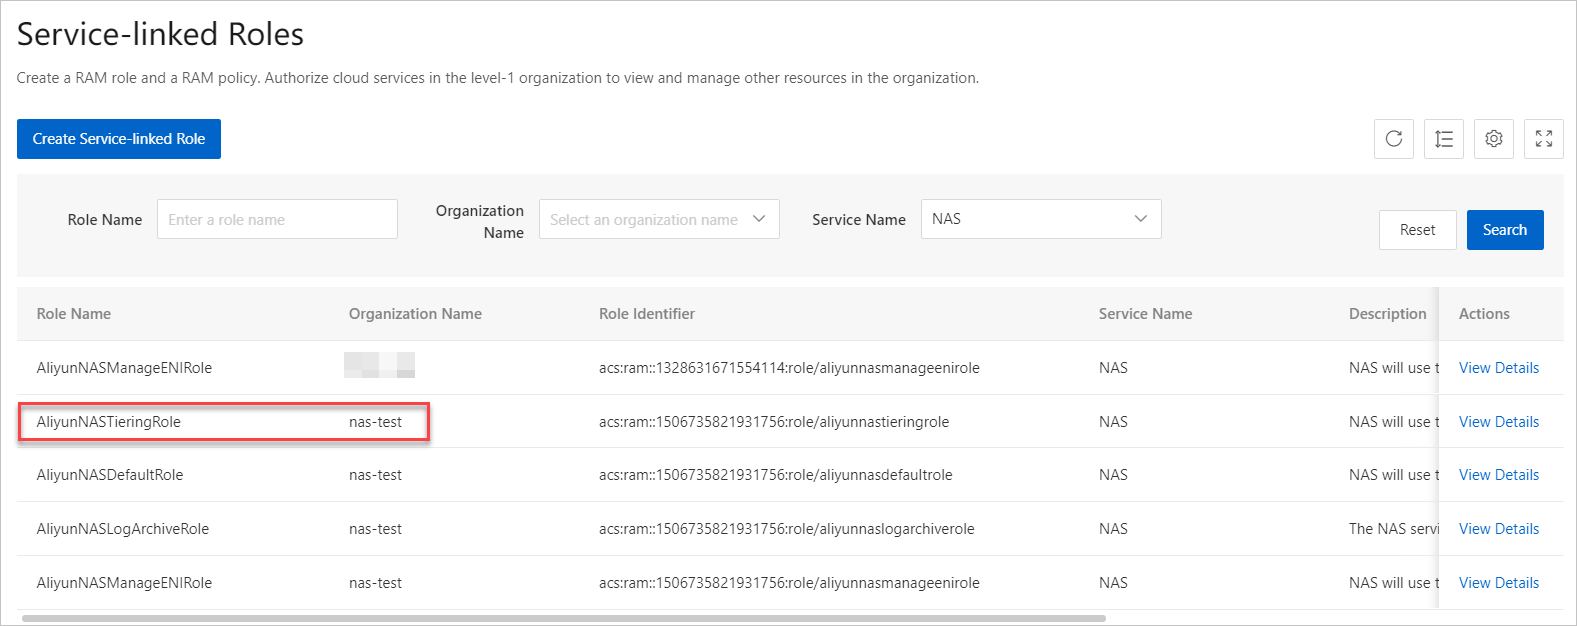 Service-linked Roles
Create a RAM role and a RAM policy. Authorize cloud services in the level-1 organization to view and manage other resources in the organization.
Create Service-linked Role
Role Name Enter a role name Organization Name Select an organization name Service Name NAS Reset Search
Role Name Organization Name Role Identifier Service Name Description Actions
AliyunNASManageENIRole acs:ram::1328631671554114:role/aliyunnasmanageenirole NAS NAS will use t View Details
AliyunNASTieringRole nas-test acs:ram::1506735821931756:role/aliyunnastieringrole NAS NAS will use t View Details
AliyunNASDefaultRole nas-test acs:ram::1506735821931756:role/aliyunnasdefaultrole NAS NAS will use t View Details
AliyunNASLogArchiveRole nas-test acs:ram::1506735821931756:role/aliyunnaslogarchiverole NAS The NAS servi View Details
AliyunNASManageENIRole nas-test acs:ram::1506735821931756:role/aliyunnasmanageenirole NAS NAS will use t View Details